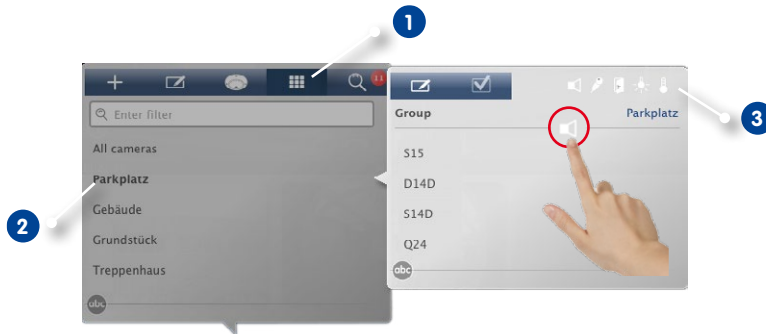 1
11
Enter filter
All cameras
Parkplatz
Gebäude
Grundstück
Treppenhaus
abc
Group Parkplatz
S15
D14D
S14D
Q24
abc
2
3